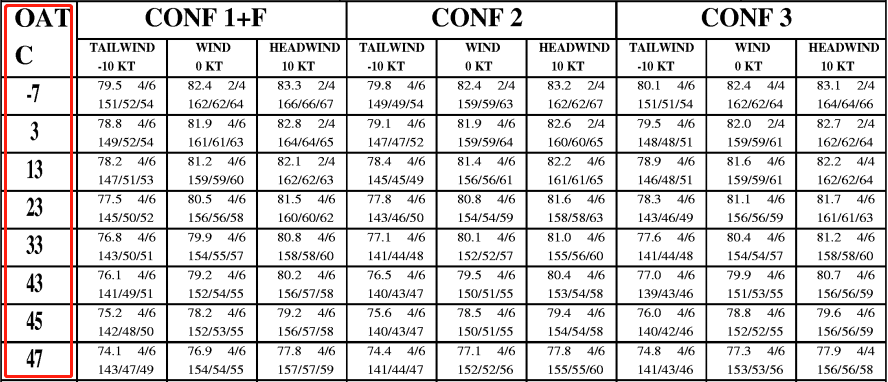 OAT CONF 1+F CONF 2 CONF 3
C TAILWIND WIND HEADWIND TAILWIND WIND HEADWIND TAILWIND WIND HEADWIND
-10 KT 0 KT 10 KT -10 KT 0 KT 10 KT -10 KT 0 KT 10 KT
-7 79.5 4/6 82.4 2/4 83.3 2/4 79.8 4/6 82.4 2/4 83.2 2/4 80.1 4/6 82.4 4/4 83.1 2/4
151/52/54 162/62/64 166/66/67 149/49/54 159/59/63 162/62/67 151/51/54 162/62/64 164/64/66
3 78.8 4/6 81.9 4/6 82.8 2/4 79.1 4/6 81.9 4/6 82.6 2/4 79.5 4/6 82.0 2/4 82.7 2/4
149/52/54 161/61/63 164/64/65 147/47/52 159/59/64 160/60/65 148/48/51 159/59/61 162/62/64
13 78.2 4/6 81.2 4/6 82.1 2/4 78.4 4/6 81.4 4/6 82.2 4/6 78.9 4/6 81.6 4/6 82.2 4/4
147/51/53 159/59/60 162/62/63 145/45/49 156/56/61 161/61/65 146/48/51 159/59/61 162/62/64
23 77.5 4/6 80.5 4/6 81.5 4/6 77.8 4/6 80.8 4/6 81.6 4/6 78.3 4/6 81.1 4/6 81.7 4/6
145/50/52 156/56/58 160/60/62 143/46/50 154/54/59 158/58/63 143/46/49 156/56/59 161/61/63
33 76.8 4/6 79.9 4/6 80.8 4/6 77.1 4/6 80.1 4/6 81.0 4/6 77.6 4/6 80.4 4/6 81.2 4/6
143/50/51 154/55/57 158/58/60 141/44/48 152/52/57 155/56/60 141/44/48 154/54/57 158/58/60
43 76.1 4/6 79.2 4/6 80.2 4/6 76.5 4/6 79.5 4/6 80.4 4/6 77.0 4/6 79.9 4/6 80.7 4/6
141/49/51 152/54/55 156/57/58 140/43/47 150/51/55 153/54/58 139/43/46 151/53/55 156/56/59
45 75.2 4/6 78.2 4/6 79.2 4/6 75.6 4/6 78.5 4/6 79.4 4/6 76.0 4/6 78.8 4/6 79.6 4/6
142/48/50 152/53/55 156/57/58 140/43/47 150/51/55 154/54/58 140/42/46 152/52/55 156/56/59
47 74.1 4/6 76.9 4/6 77.8 4/6 74.4 4/6 77.1 4/6 77.8 4/6 74.8 4/6 77.3 4/6 77.9 4/4
143/47/49 154/54/55 157/57/59 141/44/47 152/52/56 155/55/60 141/43/46 153/53/56 156/56/58